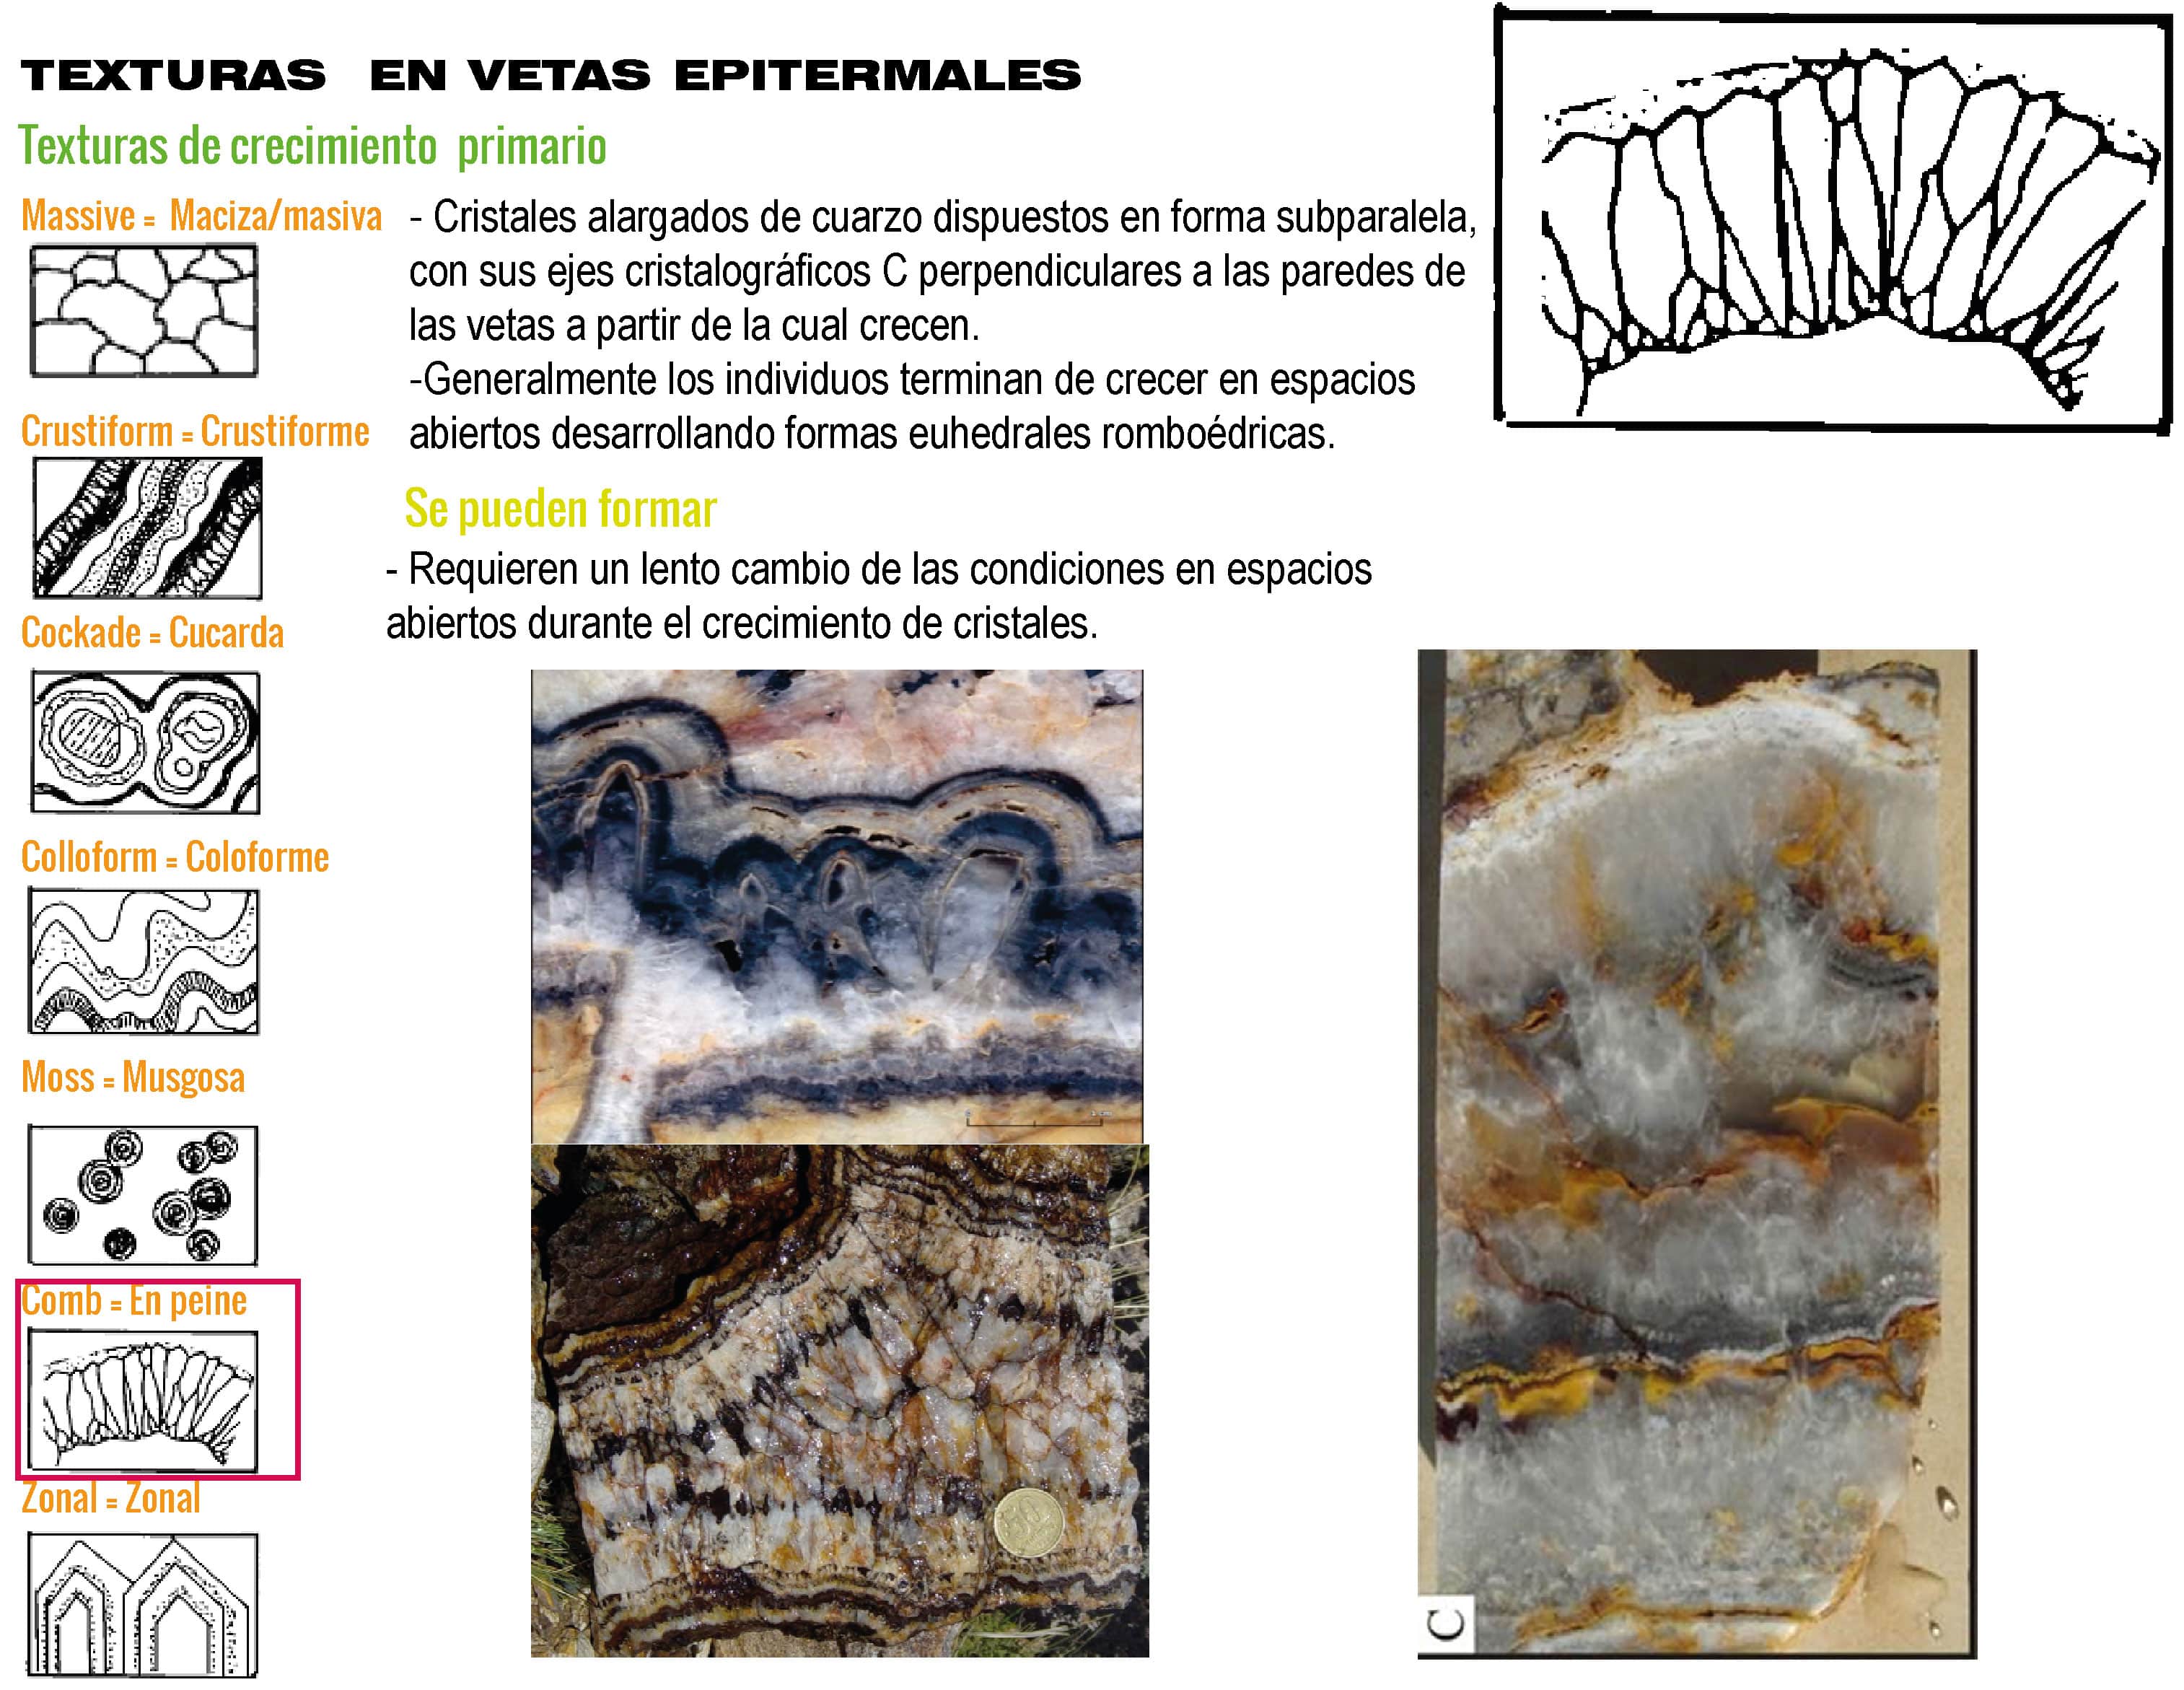 TEXTURAS EN VETAS EPITERMALES
Texturas de crecimiento primario
Massive = Maciza/masiva
- Cristales alargados de cuarzo dispuestos en forma subparalela,
con sus ejes cristalográficos C perpendiculares a las paredes de
las vetas a partir de la cual crecen.
-Generalmente los individuos terminan de crecer en espacios
abiertos desarrollando formas euhedrales romboédricas.
Se pueden formar
- Requieren un lento cambio de las condiciones en espacios
abiertos durante el crecimiento de cristales.
Crustiform = Crustiforme
Cockade = Cucarda
Colloform = Coloforme
Moss = Musgosa
Comb = En peine
Zonal = Zonal
C